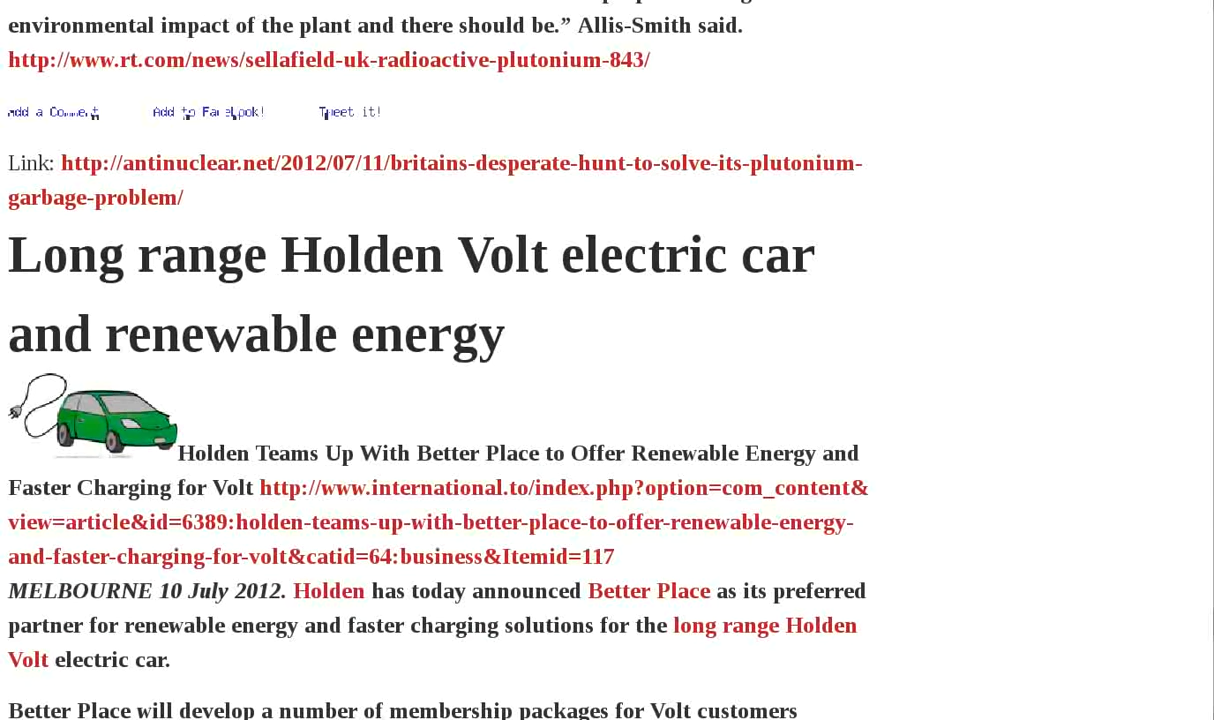 environmental impact of the plant and there should be.” Allis-Smith said.
http://www.rt.com/news/sellafield-uk-radioactive-plutonium-843/
Add a Comment Add to Facebook! Tweet it!
Link: http://antinuclear.net/2012/07/11/britains-desperate-hunt-to-solve-its-plutonium-
garbage-problem/
Long range Holden Volt electric car
and renewable energy
Holden Teams Up With Better Place to Offer Renewable Energy and
Faster Charging for Volt http://www.international.to/index.php?option=com_content&
view=article&id=6389:holden-teams-up-with-better-place-to-offer-renewable-energy-
and-faster-charging-for-volt&catid=64:business&Itemid=117
MELBOURNE 10 July 2012. Holden has today announced Better Place as its preferred
partner for renewable energy and faster charging solutions for the long range Holden
Volt electric car.
Better Place will develop a number of membership packages for Volt customers